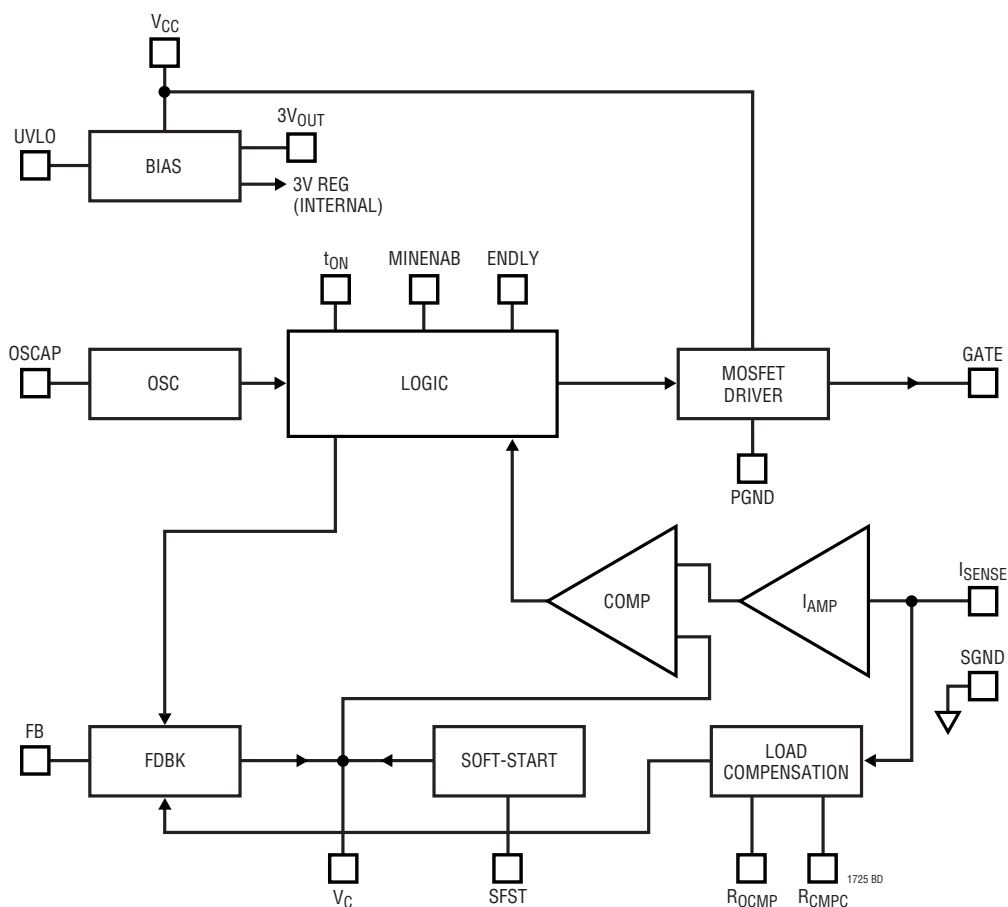 VCC
UVLO
BIAS
3VOUT
3V REG
(INTERNAL)
tON
MINENAB
ENDLY
OSCAP
OSC
LOGIC
MOSFET
DRIVER
GATE
PGND
COMP
IAMP
ISENSE
SGND
FB
FDBK
SOFT-START
LOAD
COMPENSATION
VC
SFST
ROCMP
RCMPC
1725 BD